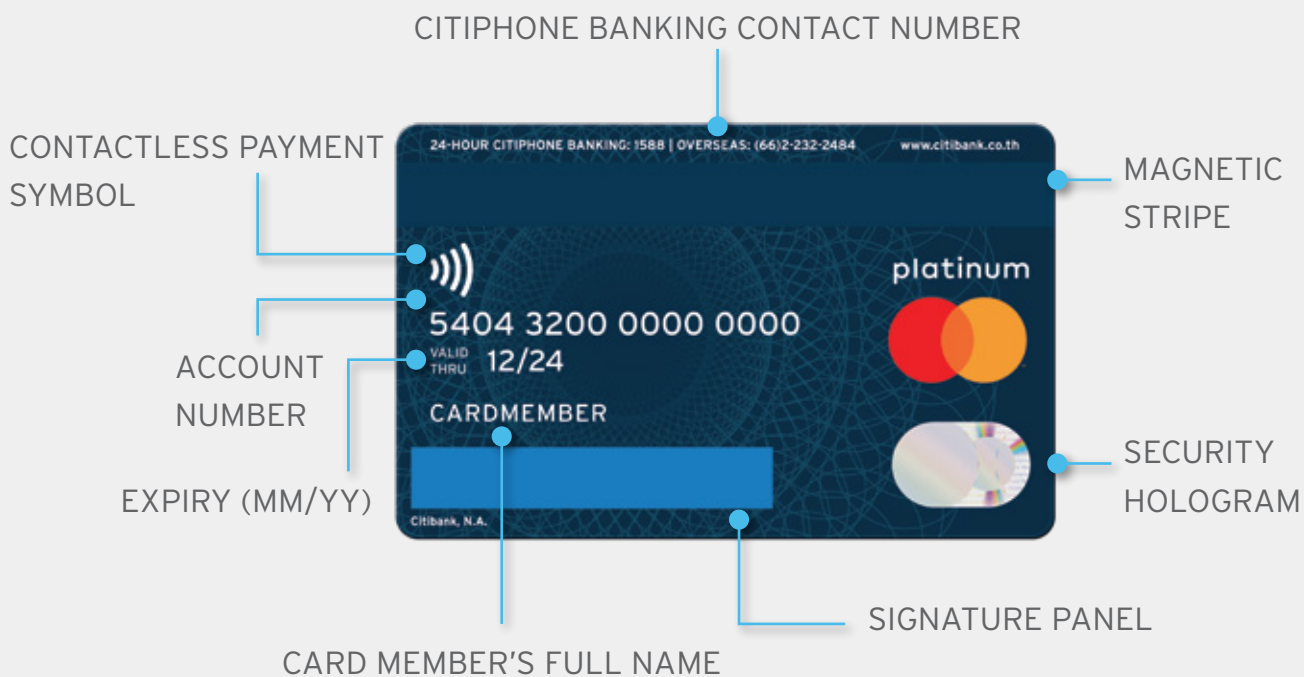 CITIPHONE BANKING CONTACT NUMBER
CONTACTLESS PAYMENT
SYMBOL
24-HOUR CITIPHONE BANKING: 1588 | OVERSEAS: (66)2-232-2484
www.citibank.co.th
MAGNETIC
STRIPE
platinum
5404 3200 0000 0000
VALID
THRU
12/24
ACCOUNT
NUMBER
CARDMEMBER
SECURITY
HOLOGRAM
EXPIRY (MM/YY)
Citibank, N.A.
SIGNATURE PANEL
CARD MEMBER'S FULL NAME